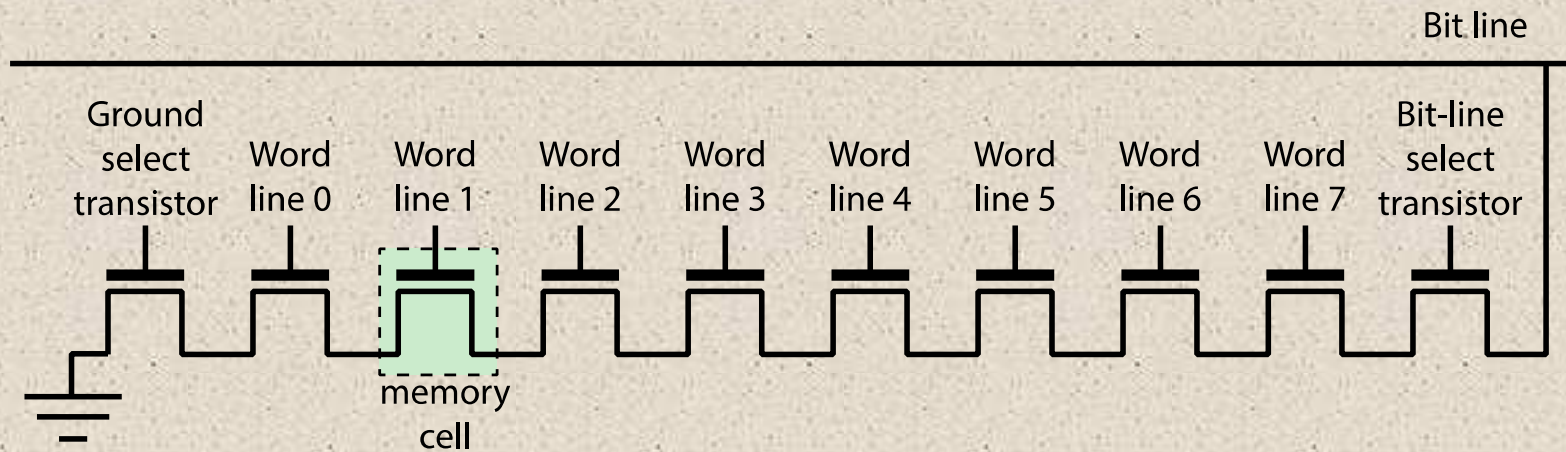 Bit line
Ground
select
transistor
Word
line 0
Word
line 1
Word
line 2
Word
line 3
Word
line 4
Word
line 5
Word
line 6
Word
line 7
Bit-line
select
transistor
memory
cell